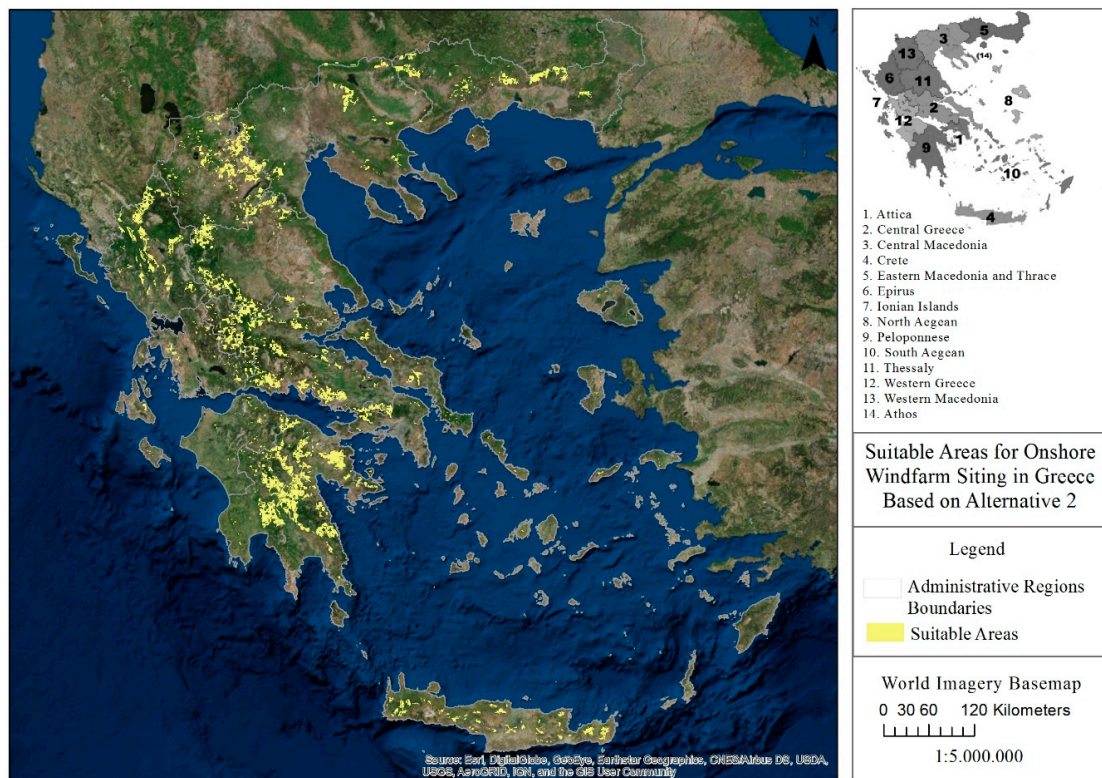 N
Source: Esri, DigitalGlobe, GeoEye, Earthstar Geographics, CNES/Airbus DS, USDA,
USGS, AeroGRID, IGN, and the GIS User Community
3
5
13
(14)
6
11
7
8
2
12
1
9
10
4
1. Attica
2. Central Greece
3. Central Macedonia
4. Crete
5. Eastern Macedonia and Thrace
6. Epirus
7. Ionian Islands
8. North Aegean
9. Peloponnese
10. South Aegean
11. Thessaly
12. Western Greece
13. Western Macedonia
14. Athos
Suitable Areas for Onshore
Windfarm Siting in Greece
Based on Alternative 2
Legend
Administrative Regions
Boundaries
Suitable Areas
World Imagery Basemap
0 30 60 120 Kilometers
1:5.000.000